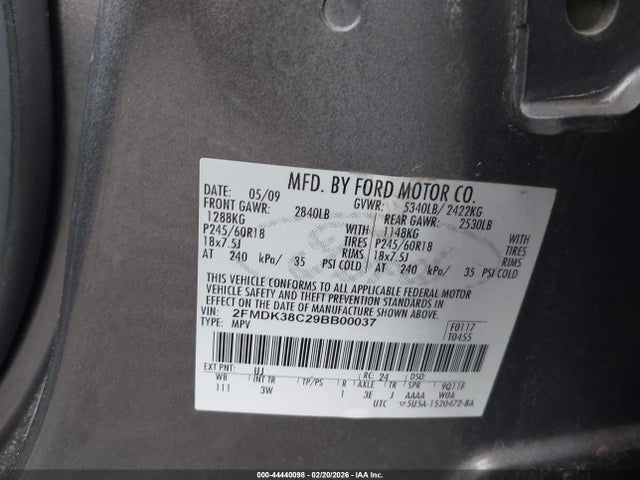 MFD. BY FORD MOTOR CO.
DATE: 05/09 GVWR: 5340LB/ 2422KG
FRONT GAWR: 2840LB REAR GAWR: 2530LB
1288KG WITH 1148KG WITH
P245/60R18 TIRES P245/60R18 TIRES
18x7.5J RIMS 18x7.5J RIMS
AT 240 kPa/ 35 PSI COLD AT 240 kPa/ 35 PSI COLD
THIS VEHICLE CONFORMS TO ALL APPLICABLE FEDERAL MOTOR
VEHICLE SAFETY AND THEFT PREVENTION STANDARDS IN
EFFECT ON THE DATE OF MANUFACTURE SHOWN ABOVE.
VIN: 2FMDK38C29BB00037 F0117
TYPE: MPV T0455
EXT PNT: UJ RC: 24 DSO:
WB INT TR TP/PS R AXLE TR SPR
111 3W 1 3E J AAAA W0A
UTC 5U5A-1520472-BA
000-44440098 - 02/20/2026 - IAAI.com